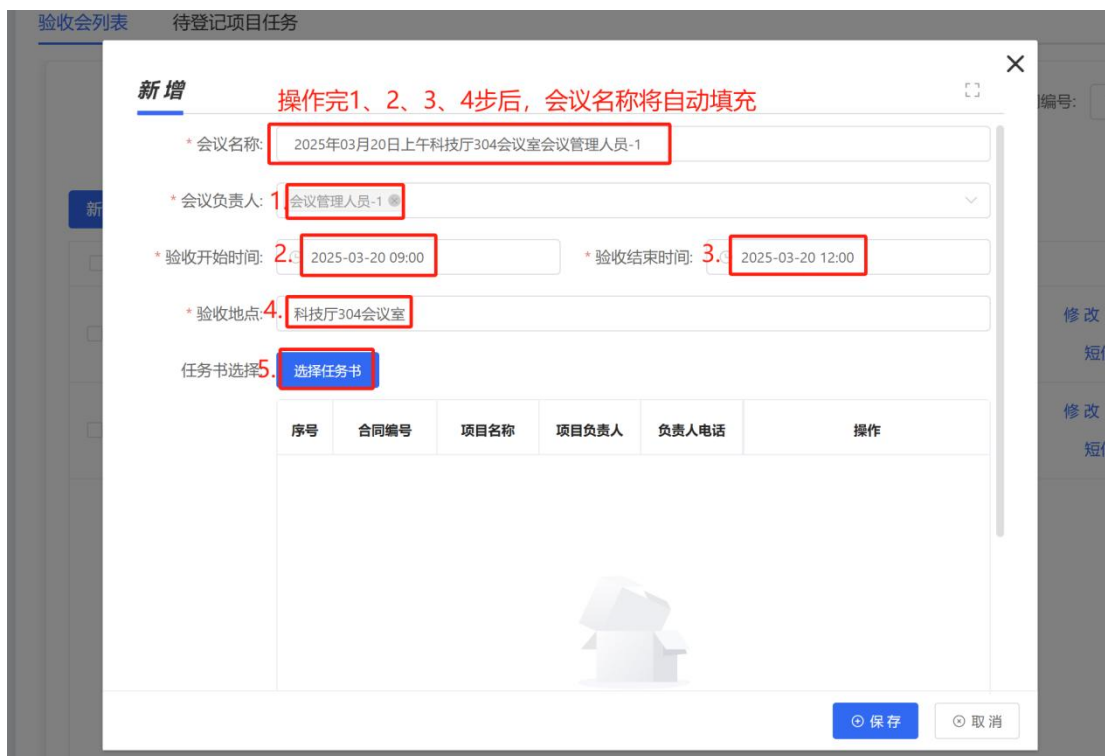 验收会列表 待登记项目任务
新增
操作完1、2、3、4步后，会议名称将自动填充
编号:
* 会议名称: 2025年03月20日上午科技厅304会议室会议管理人员-1
新
* 会议负责人: 1. 会议管理人员-1
* 验收开始时间: 2. 2025-03-20 09:00 * 验收结束时间: 3. 2025-03-20 12:00
* 验收地点: 4. 科技厅304会议室
修改
任务书选择 5. 选择任务书
短
序号 合同编号 项目名称 项目负责人 负责人电话 操作
修改
短
保存 取消